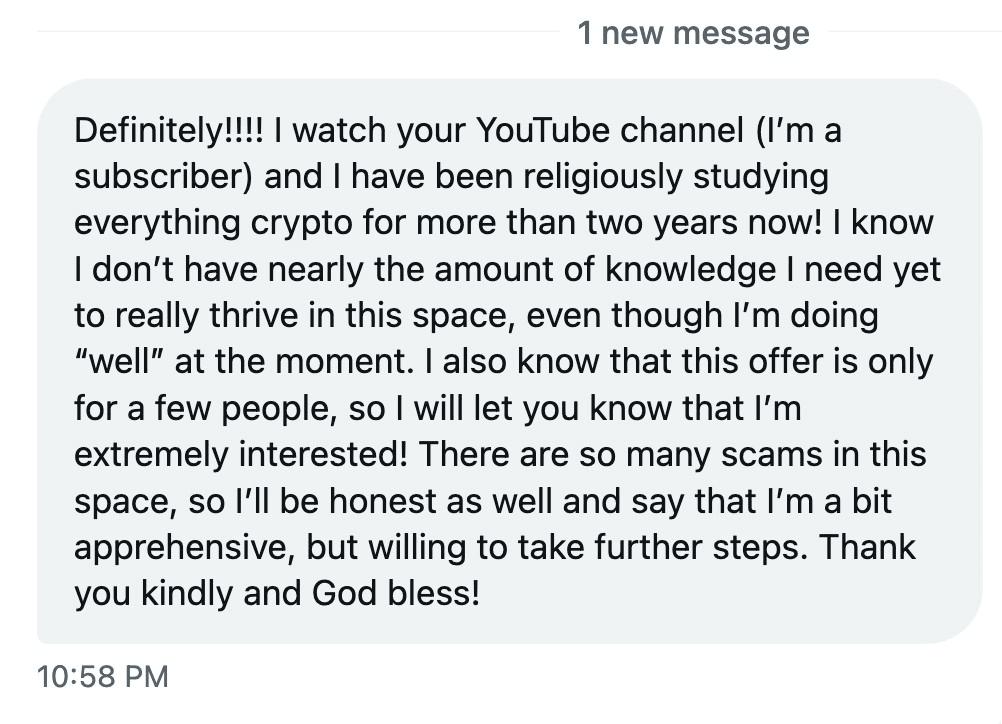 1 new message
Definitely!!!! I watch your YouTube channel (I’m a
subscriber) and I have been religiously studying
everything crypto for more than two years now! I know
I don’t have nearly the amount of knowledge I need yet
to really thrive in this space, even though I’m doing
“well” at the moment. I also know that this offer is only
for a few people, so I will let you know that I’m
extremely interested! There are so many scams in this
space, so I’ll be honest as well and say that I’m a bit
apprehensive, but willing to take further steps. Thank
you kindly and God bless!
10:58 PM